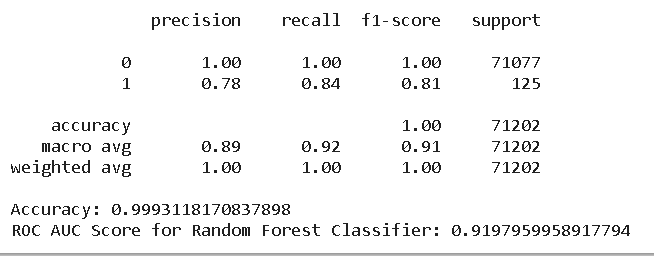 precision recall f1-score support
0 1.00 1.00 1.00 71077
1 0.78 0.84 0.81 125
accuracy 1.00 71202
macro avg 0.89 0.92 0.91 71202
weighted avg 1.00 1.00 1.00 71202
Accuracy: 0.9993118170837898
ROC AUC Score for Random Forest Classifier: 0.9197959958917794